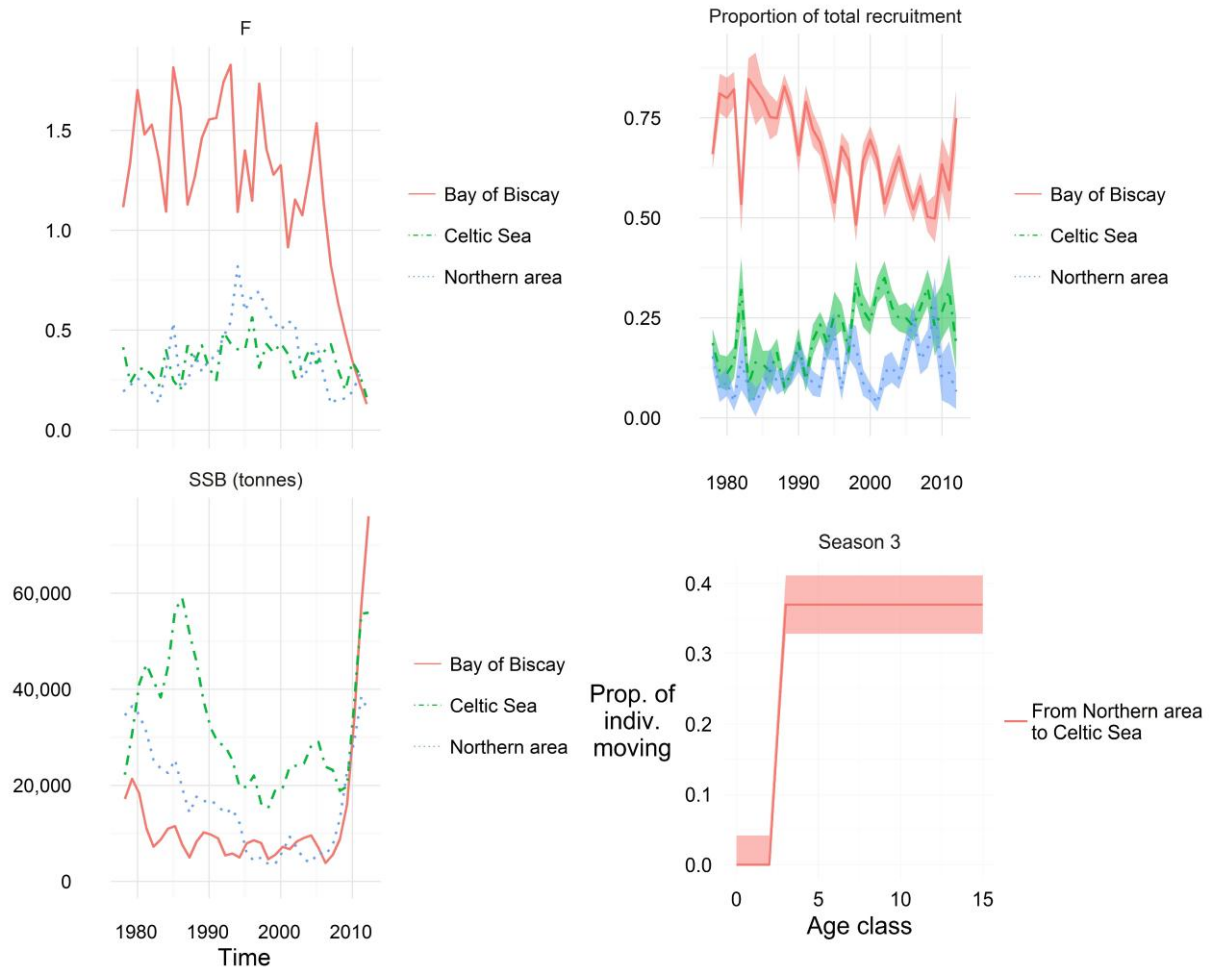 F
1.5
1.0
0.5
0.0
Bay of Biscay
Celtic Sea
Northern area
Proportion of total recruitment
0.75
0.50
0.25
0.00
1980 1990 2000 2010
Bay of Biscay
Celtic Sea
Northern area
SSB (tonnes)
60,000
40,000
20,000
0
1980 1990 2000 2010
Time
Bay of Biscay
Celtic Sea
Northern area
Season 3
Prop. of
indiv.
moving
0.4
0.3
0.2
0.1
0.0
0 5 10 15
Age class
From Northern area
to Celtic Sea